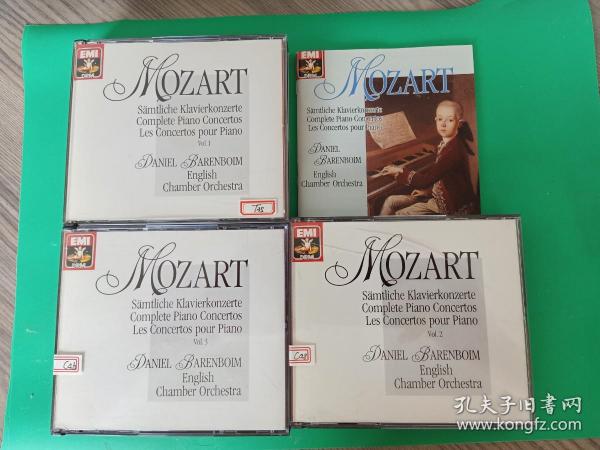 EMI
MOZART
Sämtliche Klavierkonzerte
Complete Piano Concertos
Les Concertos pour Piano
Vol. 1
DANIEL BARENBOIM
English
Chamber Orchestra
EMI
MOZART
Sämtliche Klavierkonzerte
Complete Piano Concertos
Les Concertos pour Piano
DANIEL
BARENBOIM
English
Chamber Orchestra
EMI
MOZART
Sämtliche Klavierkonzerte
Complete Piano Concertos
Les Concertos pour Piano
Vol. 3
DANIEL BARENBOIM
English
Chamber Orchestra
EMI
MOZART
Sämtliche Klavierkonzerte
Complete Piano Concertos
Les Concertos pour Piano
Vol. 2
DANIEL BARENBOIM
English
Chamber Orchestra
孔夫子旧书网
www.kongfz.com